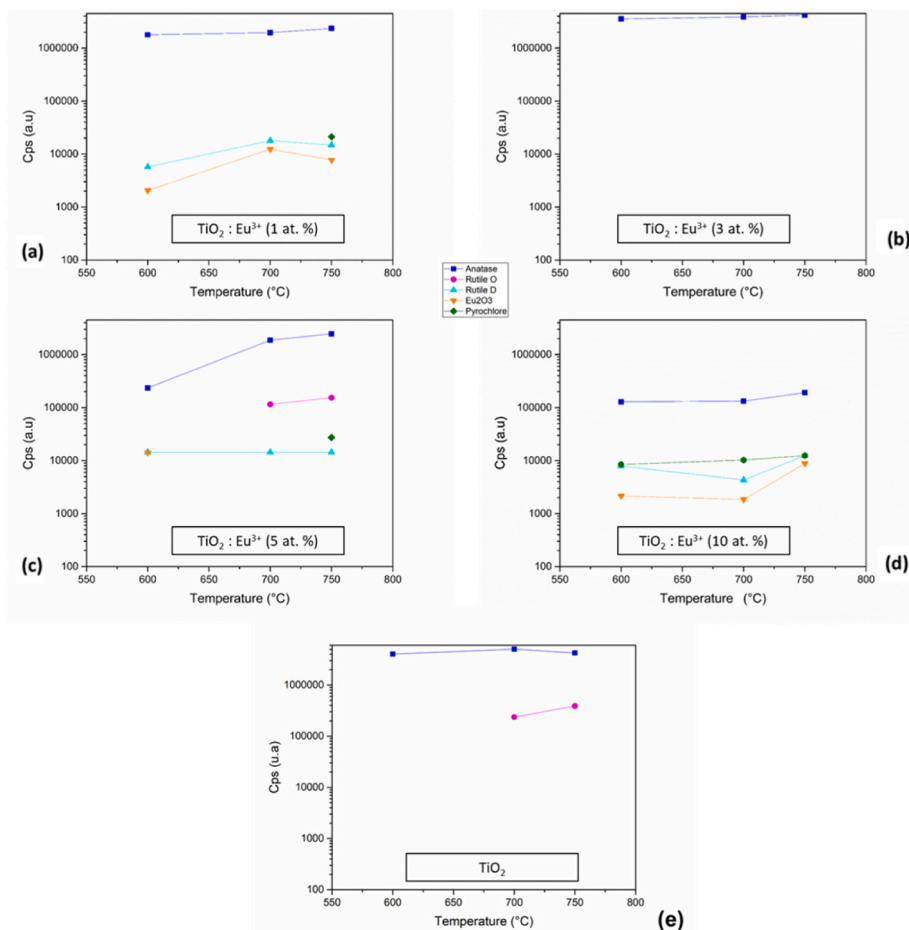 1000000
100000
10000
1000
100
Cps (a.u)
TiO₂ : Eu³⁺ (1 at. %)
(a)
550 600 650 700 750 800
Temperature (°C)
1000000
100000
10000
1000
100
Cps (a.u)
TiO₂ : Eu³⁺ (3 at. %)
(b)
550 600 650 700 750 800
Temperature (°C)
Anatase
Rutile O
Rutile D
Eu2O3
Pyrochlore
1000000
100000
10000
1000
100
Cps (a.u)
TiO₂ : Eu³⁺ (5 at. %)
(c)
550 600 650 700 750 800
Temperature (°C)
1000000
100000
10000
1000
100
Cps (a.u)
TiO₂ : Eu³⁺ (10 at. %)
(d)
550 600 650 700 750 800
Temperature (°C)
1000000
100000
10000
1000
100
Cps (u.a)
TiO₂
(e)
550 600 650 700 750 800
Temperature (°C)